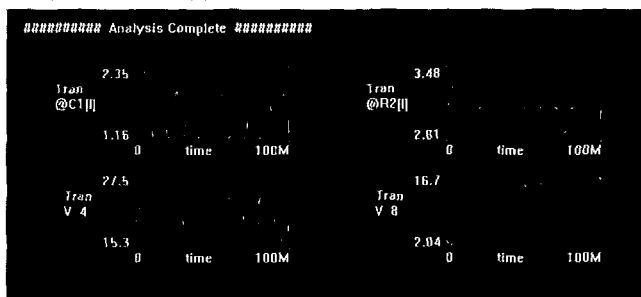 ########## Analysis Complete ##########
2.35
Tran
@C1[I]
1.16
0 time 100M
3.48
Tran
@R2[I]
2.61
0 time 100M
27.5
Tran
V 4
15.3
0 time 100M
16.7
Tran
V 8
2.04
0 time 100M